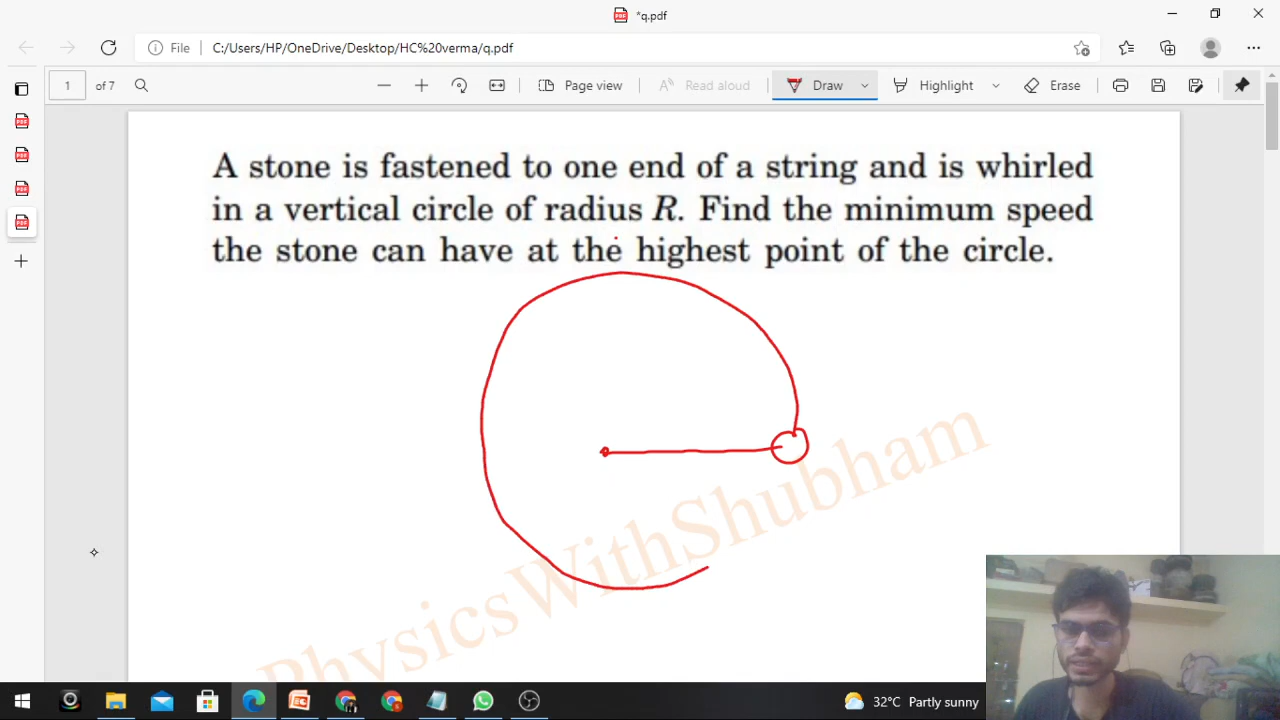 *q.pdf
File
C:/Users/HP/OneDrive/Desktop/HC%20verma/q.pdf
1 of 7
Page view
Read aloud
Draw
Highlight
Erase
A stone is fastened to one end of a string and is whirled
in a vertical circle of radius R. Find the minimum speed
the stone can have at the highest point of the circle.
PhysicsWithShubham
32°C Partly sunny